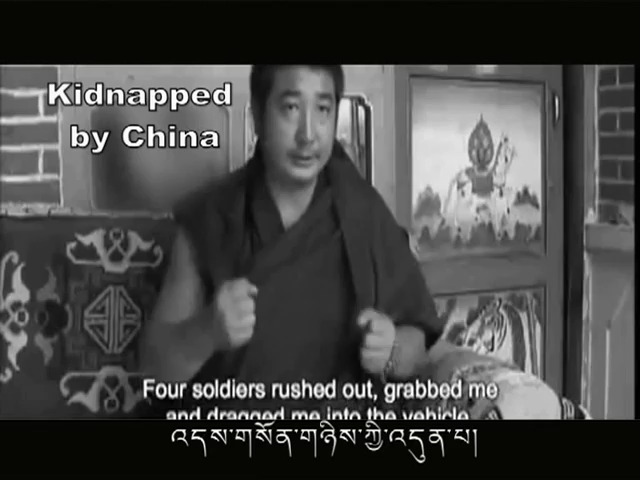 Kidnapped
by China
Four soldiers rushed out, grabbed me
and dragged me into the vehicle
འདས་གསོན་གཉིས་ཀྱི་འདུན་པ།